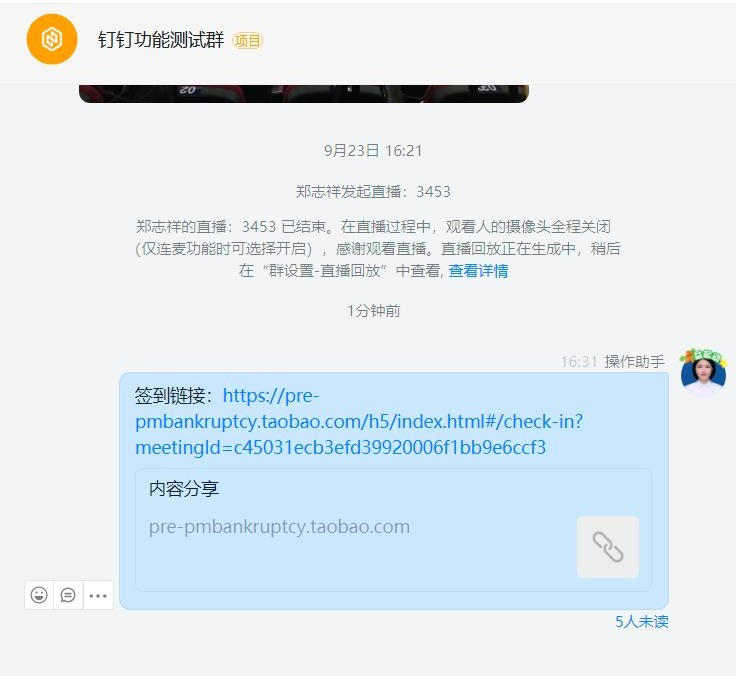 钉钉功能测试群 项目
9月23日 16:21
郑志祥发起直播：3453
郑志祥的直播：3453 已结束。在直播过程中，观看人的摄像头全程关闭
(仅连麦功能时可选择开启），感谢观看直播。直播回放正在生成中，稍后
在“群设置-直播回放”中查看, 查看详情
1分钟前
16:31 操作助手
签到链接：https://pre-
pmbankruptcy.taobao.com/h5/index.html#/check-in?
meetingId=c45031ecb3efd39920006f1bb9e6ccf3
内容分享
pre-pmbankruptcy.taobao.com
5人未读